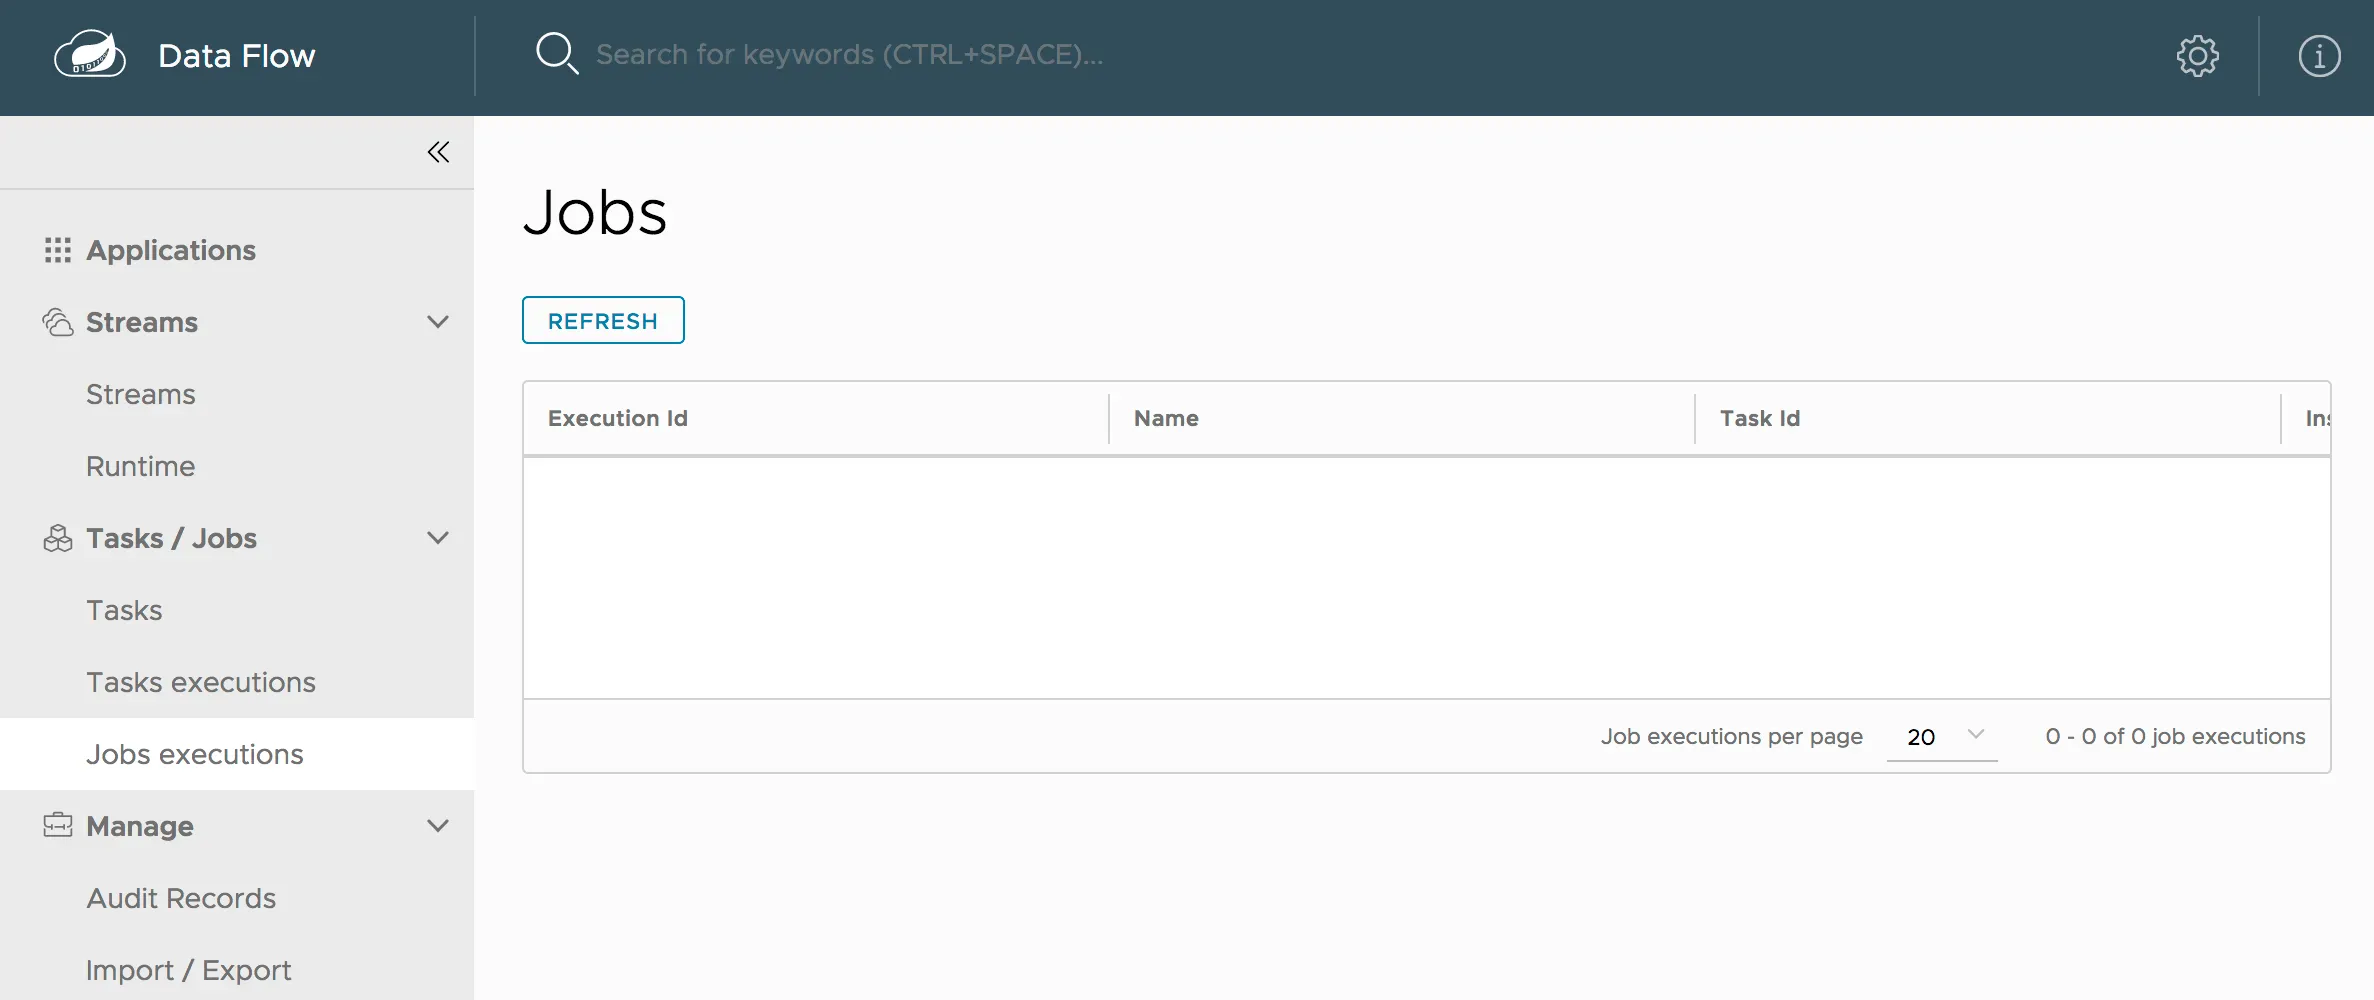 Data Flow
Search for keywords (CTRL+SPACE)...
Applications
Streams
Streams
Runtime
Tasks / Jobs
Tasks
Tasks executions
Jobs executions
Manage
Audit Records
Import / Export
Jobs
REFRESH
Execution Id Name Task Id
Job executions per page 20 0 - 0 of 0 job executions